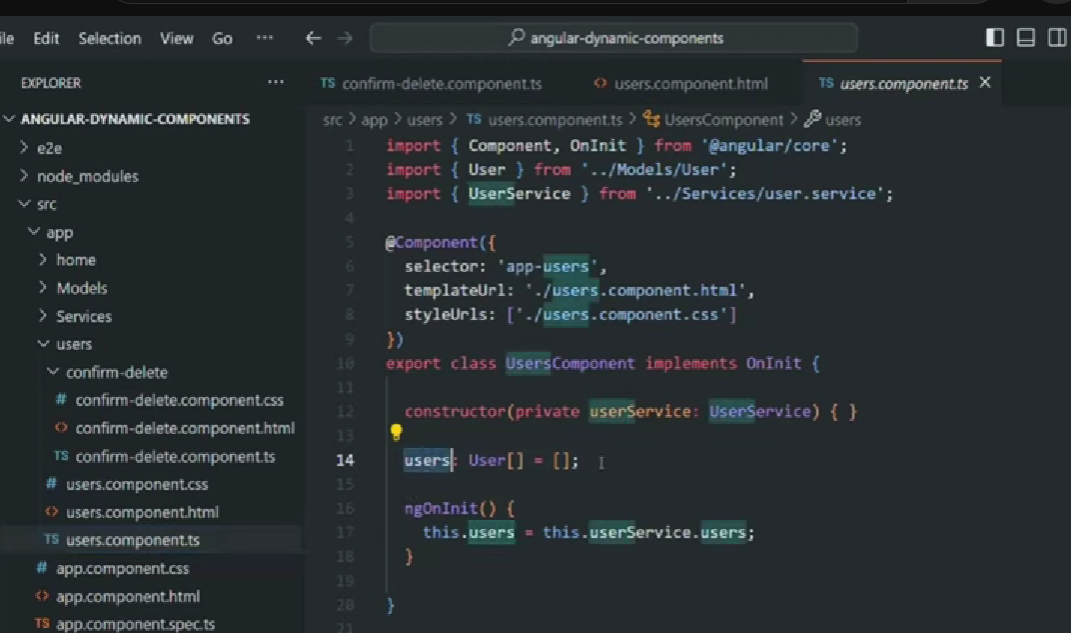 ile Edit Selection View Go ··· angular-dynamic-components
EXPLORER ···
confirm-delete.component.ts
users.component.html
users.component.ts
ANGULAR-DYNAMIC-COMPONENTS
e2e
node_modules
src
app
home
Models
Services
users
confirm-delete
# confirm-delete.component.css
<> confirm-delete.component.html
TS confirm-delete.component.ts
# users.component.css
<> users.component.html
TS users.component.ts
# app.component.css
<> app.component.html
TS app.component.spec.ts
src > app > users > TS users.component.ts > UsersComponent > users
1 import { Component, OnInit } from '@angular/core';
2 import { User } from '../Models/User';
3 import { UserService } from '../Services/user.service';
4
5 @Component({
6 selector: 'app-users',
7 templateUrl: './users.component.html',
8 styleUrls: ['./users.component.css']
9 })
10 export class UsersComponent implements OnInit {
11
12 constructor(private userService: UserService) { }
13
14 users: User[] = [];
15
16 ngOnInit() {
17 this.users = this.userService.users;
18 }
19
20 }
21